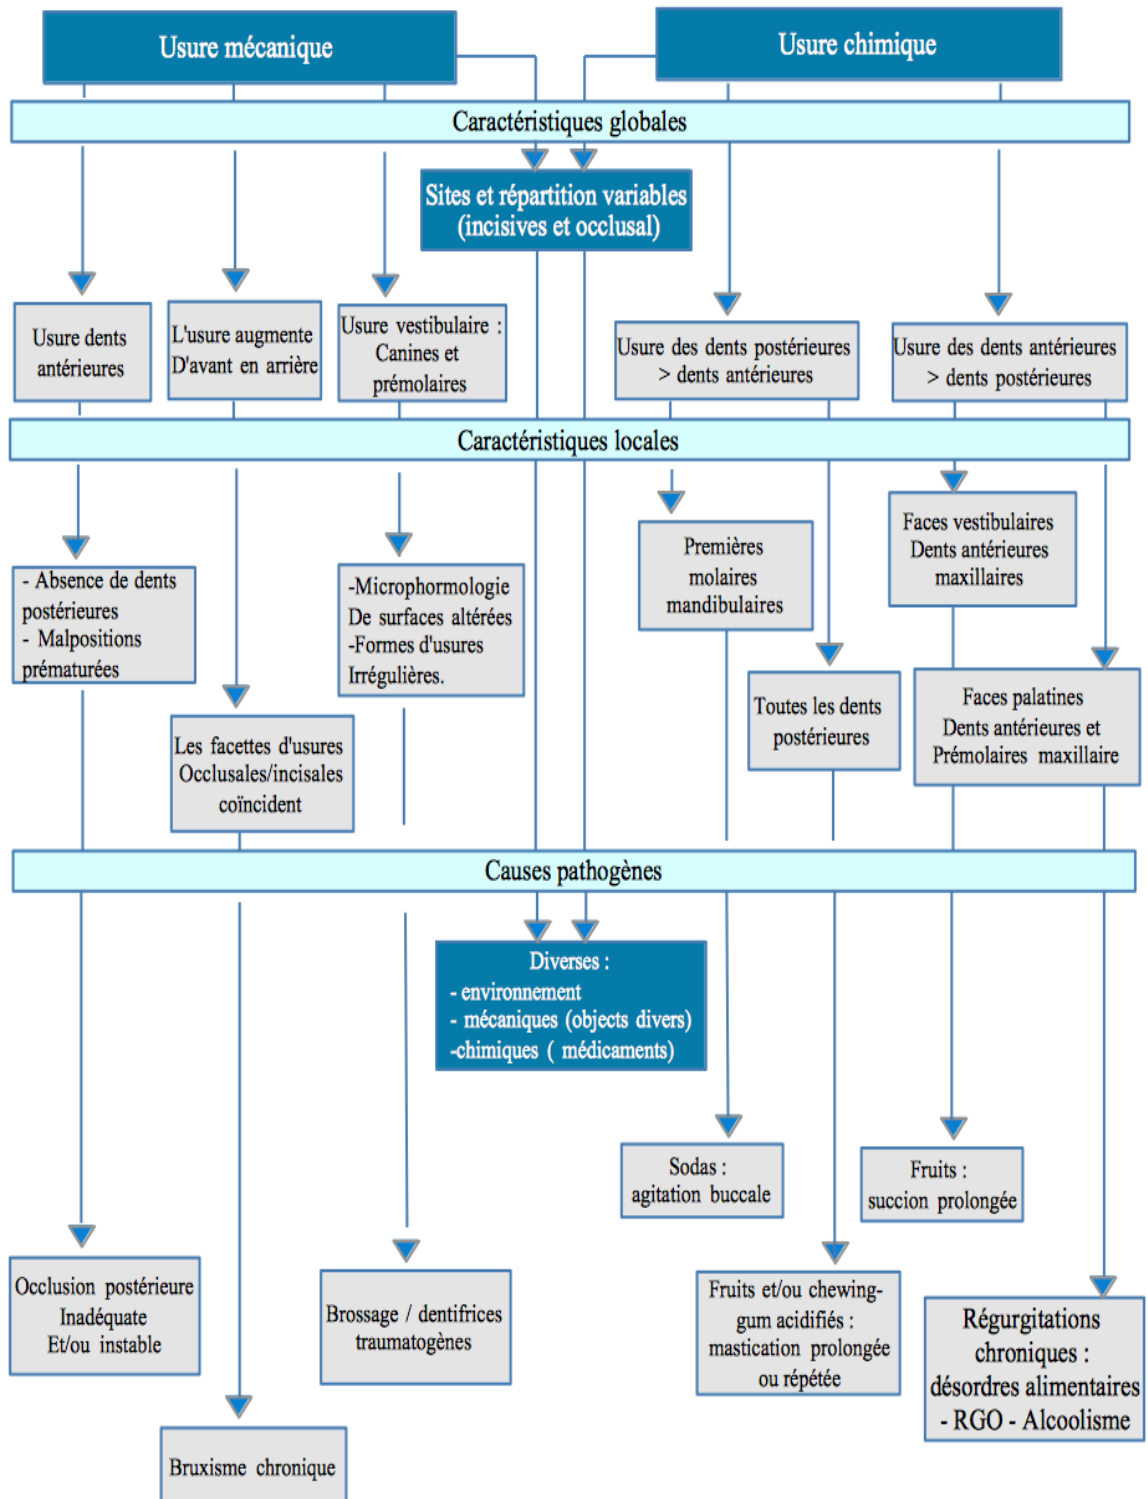 Usure mécanique
Usure chimique
Caractéristiques globales
Sites et répartition variables
(incisives et occlusal)
Usure dents
antérieures
L'usure augmente
D'avant en arrière
Usure vestibulaire :
Canines et
prémolaires
Usure des dents postérieures
> dents antérieures
Usure des dents antérieures
> dents postérieures
Caractéristiques locales
- Absence de dents
postérieures
- Malpositions
prématurées
Les facettes d'usures
Occlusales/incisales
coïncident
-Microphormologie
De surfaces altérées
-Formes d'usures
Irrégulières.
Premières
molaires
mandibulaires
Toutes les dents
postérieures
Faces vestibulaires
Dents antérieures
maxillaires
Faces palatines
Dents antérieures et
Prémolaires maxillaire
Causes pathogènes
Diverses :
- environnement
- mécaniques (objects divers)
-chimiques ( médicaments)
Sodas :
agitation buccale
Fruits :
succion prolongée
Occlusion postérieure
Inadéquate
Et/ou instable
Brossage / dentifrices
traumatogènes
Fruits et/ou chewing-
gum acidifiés :
mastication prolongée
ou répétée
Régurgitations
chroniques :
désordres alimentaires
- RGO - Alcoolisme
Bruxisme chronique